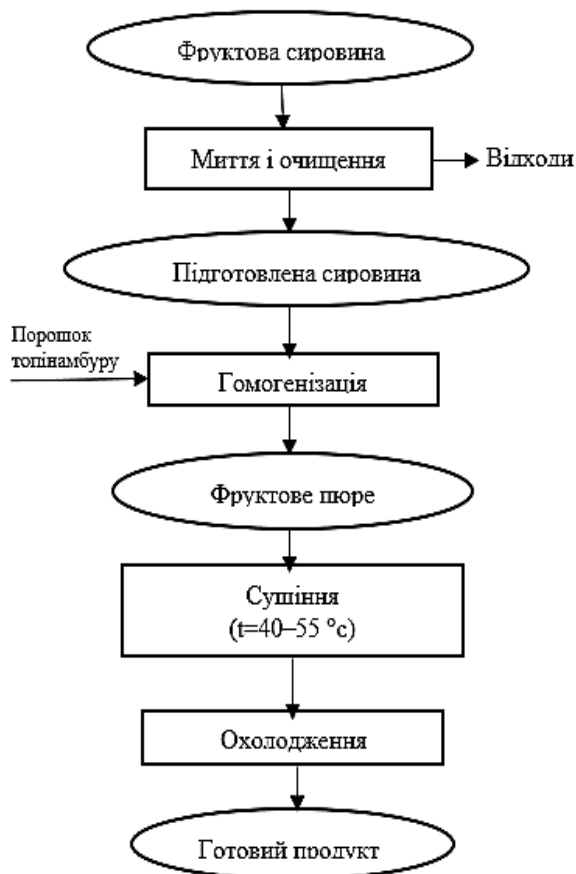 Фруктова сировина
Миття і очищення
Відходи
Підготовлена сировина
Порошок
топінамбуру
Гомогенізація
Фруктове пюре
Сушіння
(t=40–55 °с)
Охолодження
Готовий продукт